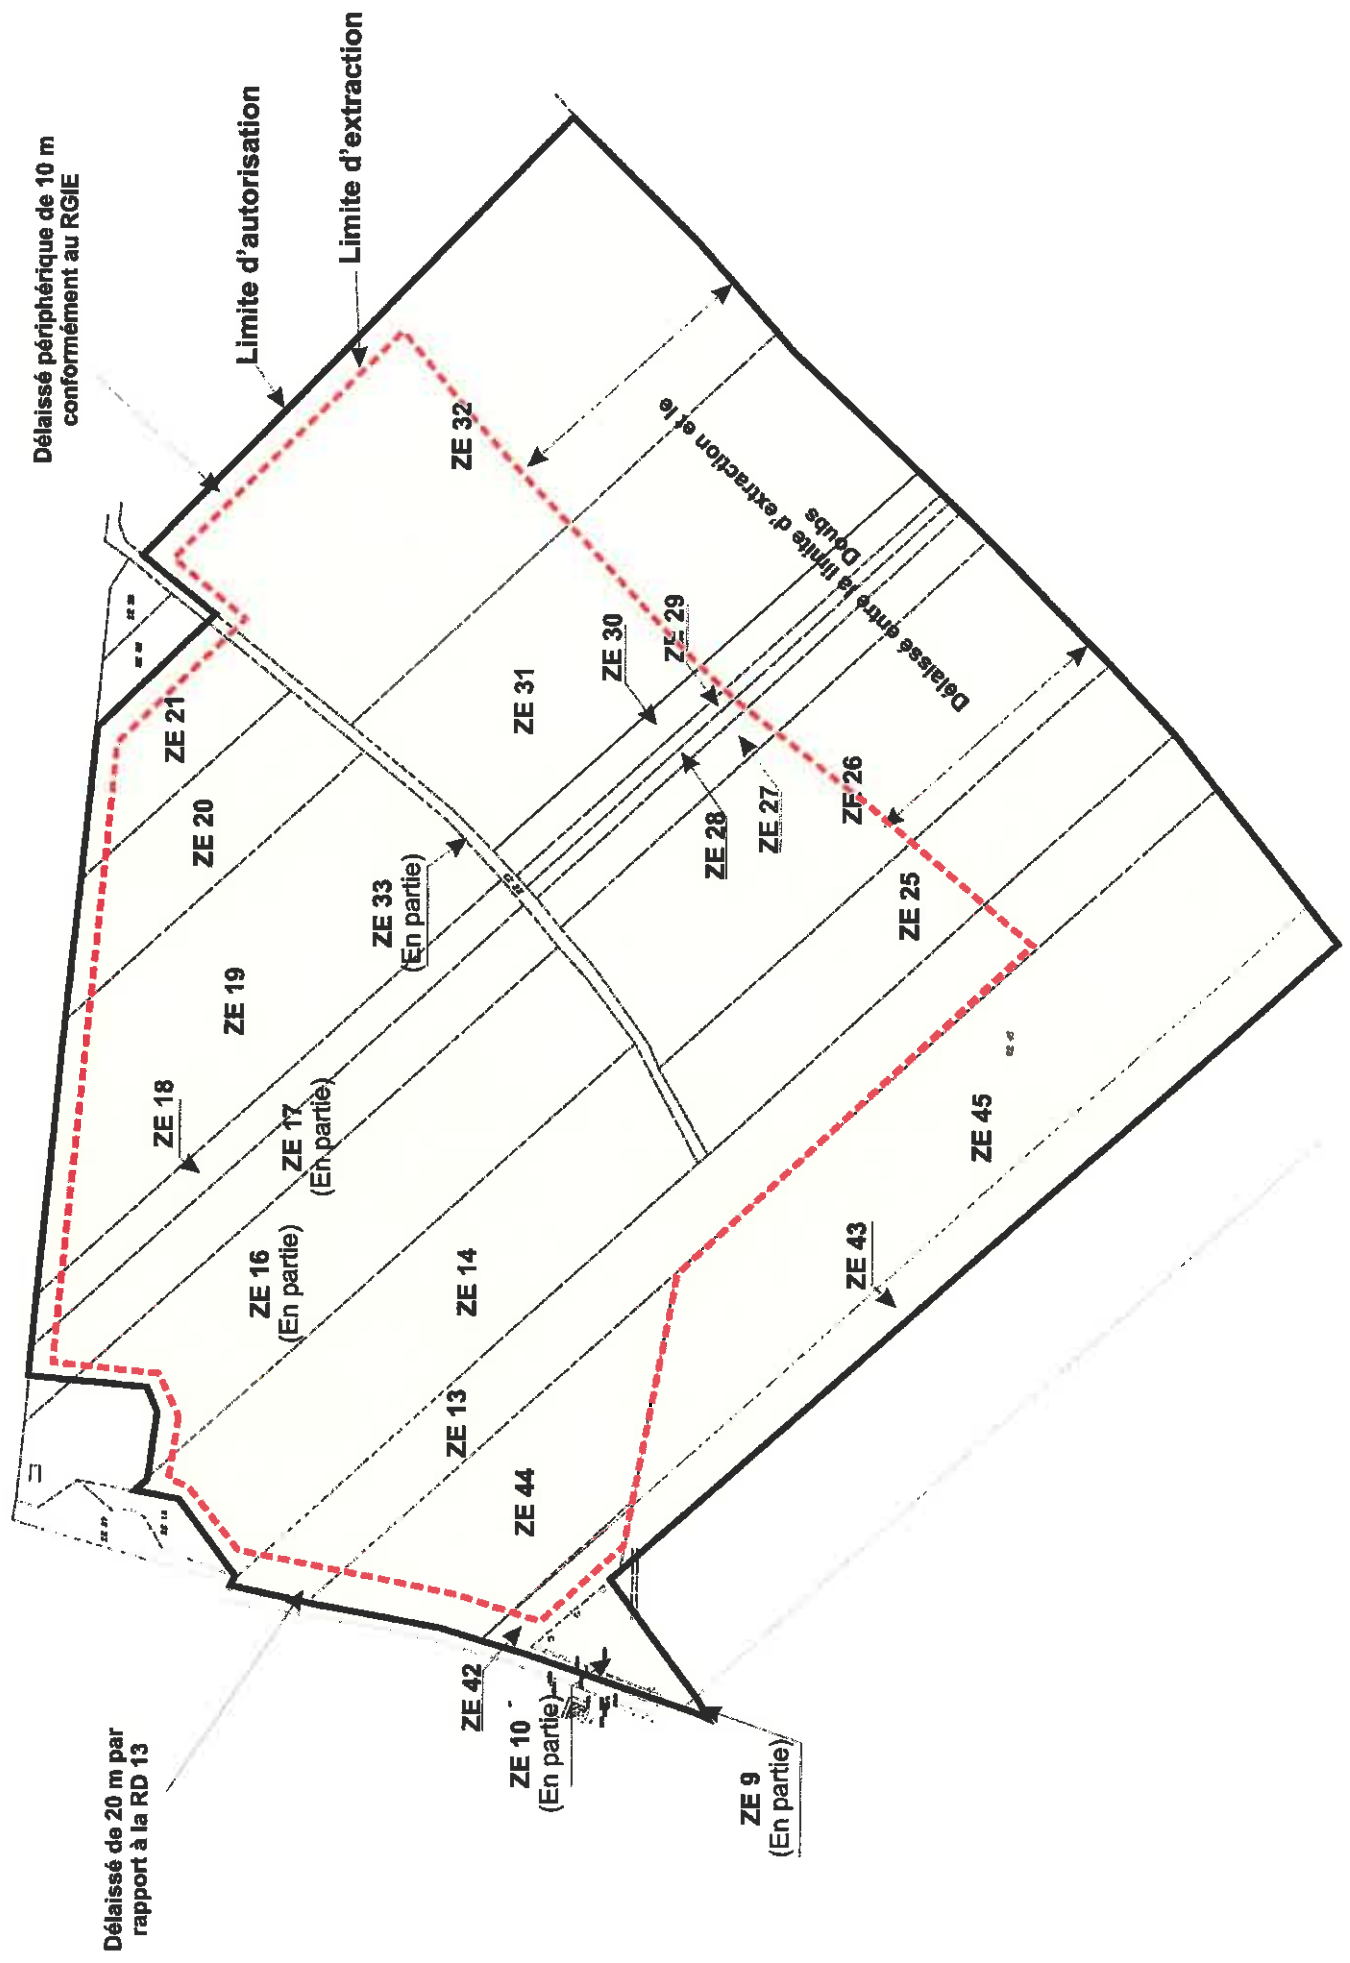 Délaissé périphérique de 10 m
conformément au RGIE
Limite d'autorisation
Limite d'extraction
ZE 32
ZE 21
ZE 20
ZE 31
ZE 30
ZE 29
Délaissé entre la limite d'extraction et le
Doubs
ZE 33
(En partie)
ZE 28
ZE 27
ZE 26
ZE 25
ZE 19
ZE 18
ZE 17
(En partie)
ZE 16
(En partie)
ZE 14
ZE 13
ZE 45
ZE 43
ZE 44
ZE 42
ZE 10
(En partie)
ZE 9
(En partie)
Délaissé de 20 m par
rapport à la RD 13